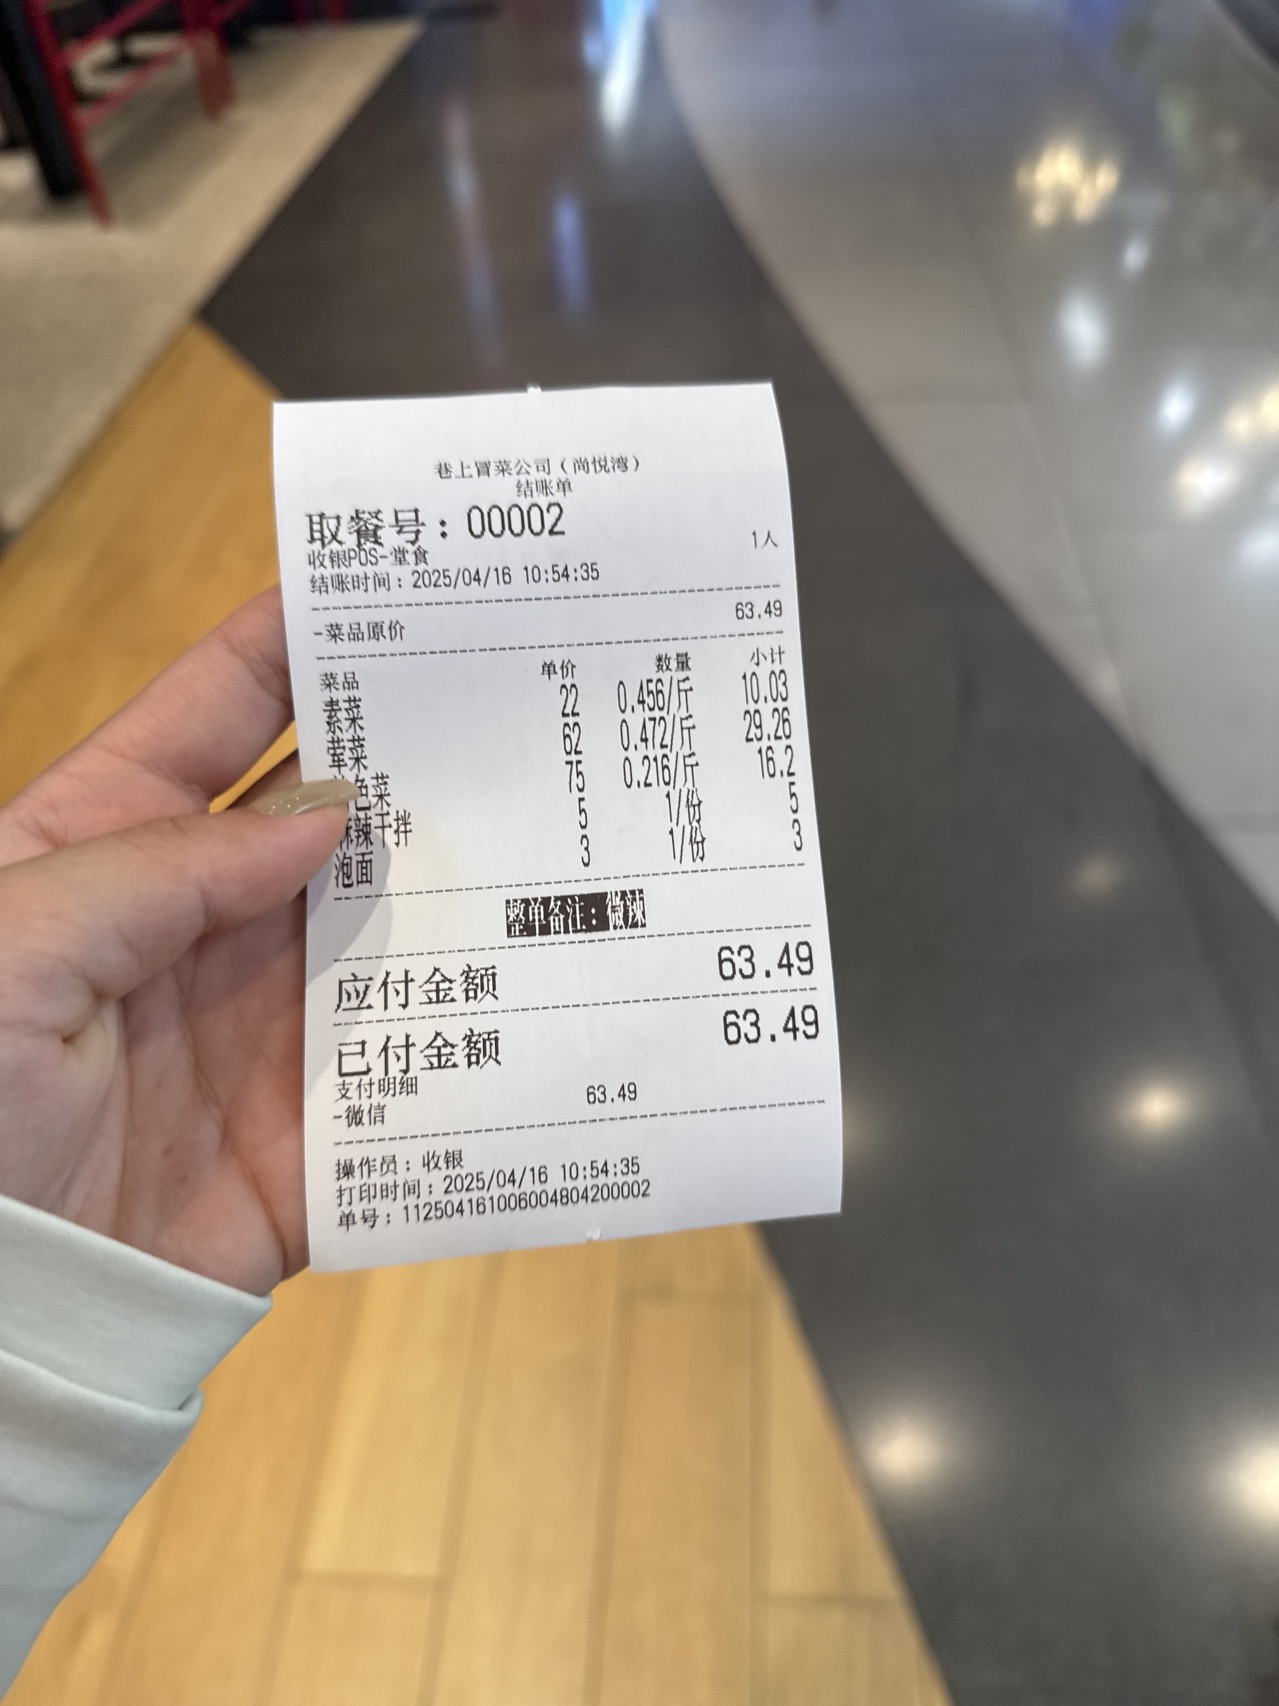 巷上冒菜公司（尚悦湾）
结账单
取餐号：00002
收银POS-堂食 1人
结账时间：2025/04/16 10:54:35
-菜品原价 63.49
菜品 单价 数量 小计
素菜 22 0.456/斤 10.03
荤菜 62 0.472/斤 29.26
色菜 75 0.216/斤 16.2
麻辣干拌 5 1/份 5
泡面 3 1/份 3
整单备注：微辣
应付金额 63.49
已付金额 63.49
支付明细
-微信 63.49
操作员：收银
打印时间：2025/04/16 10:54:35
单号：112504161006004804200002